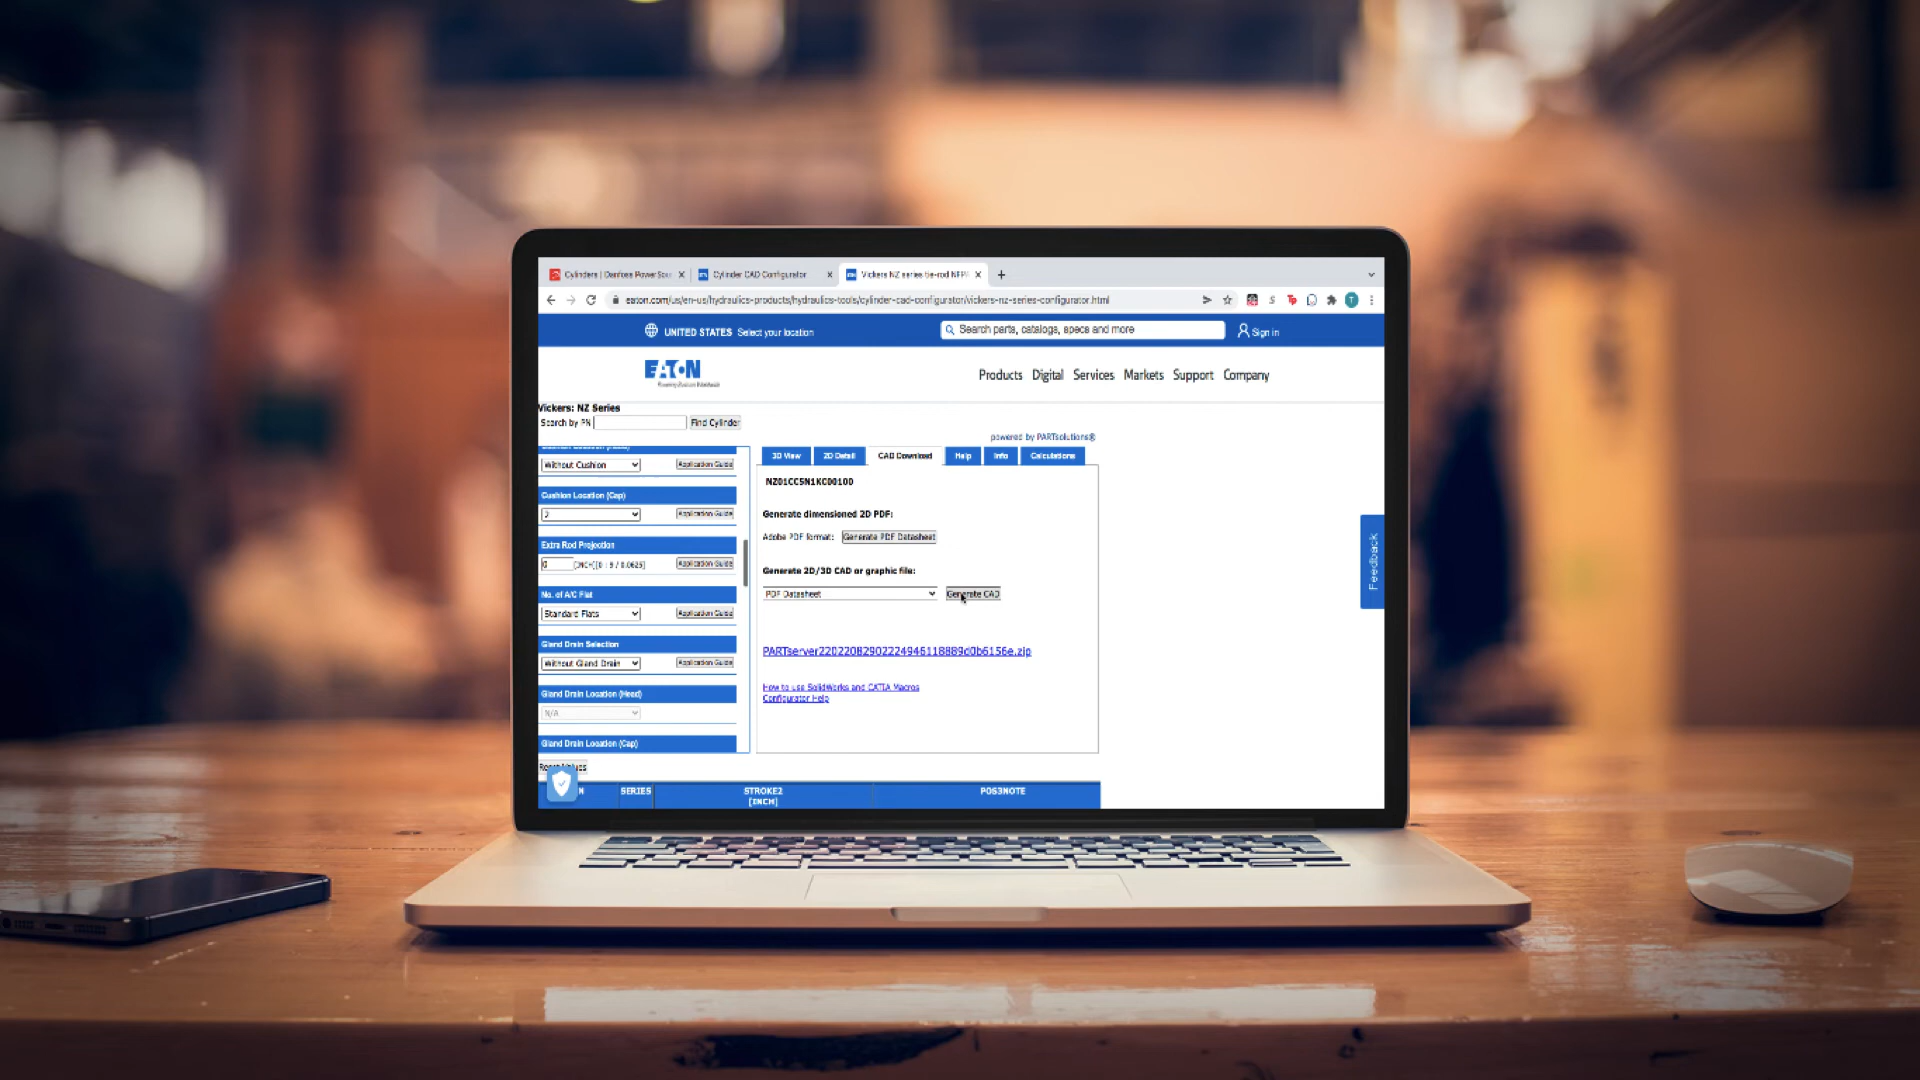 Cylinders | Danfoss Power Solu
Cylinder CAD Configurator
Vickers NZ series tie-rod NFPA
eaton.com/us/en-us/hydraulics-products/hydraulics-tools/cylinder-cad-configurator/vickers-nz-series-configurator.html
UNITED STATES Select your location
Search parts, catalogs, specs and more
Sign in
EATON
Products Digital Services Markets Support Company
Vickers: NZ Series
Search by PN
Find Cylinder
powered by PARTsolutions®
3D View
2D Detail
CAD Download
Help
Info
Calculations
Without Cushion
Application Guide
Cushion Location (Cap)
2
Application Guide
Extra Rod Projection
0
[INCH][0 : 9 / 0.0625]
Application Guide
No. of A/C Flat
Standard Flats
Application Guide
Gland Drain Selection
Without Gland Drain
Application Guide
Gland Drain Location (Head)
N/A
Gland Drain Location (Cap)
NZ01CC5N1KC00100
Generate dimensioned 2D PDF:
Adobe PDF format:
Generate PDF Datasheet
Generate 2D/3D CAD or graphic file:
PDF Datasheet
Generate CAD
How to use SolidWorks and CATIA Macros
Configurator Help
Feedback
N
SERIES
STROKE2
[INCH]
POS3NOTE